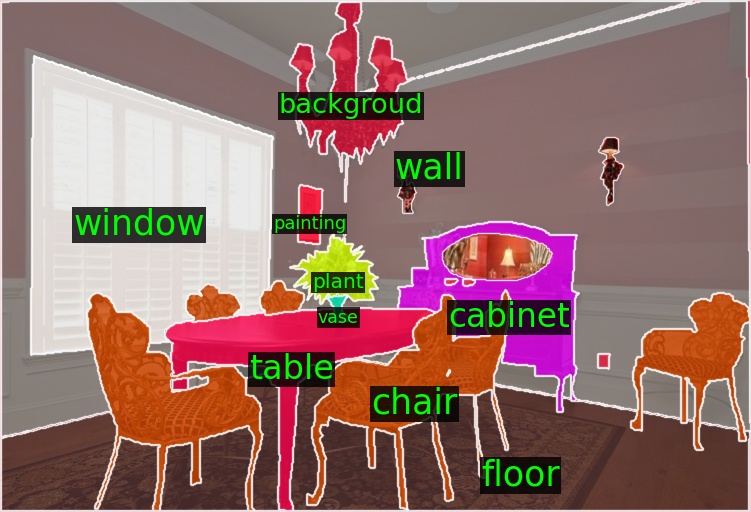 backgroud
wall
window
painting
plant
vase
cabinet
table
chair
floor